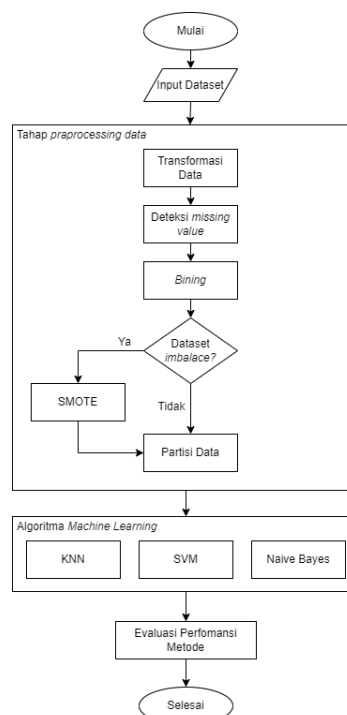 Mulai
Input Dataset
Tahap praprocessing data
Transformasi
Data
Deteksi missing
value
Bining
Ya
Dataset
imbalace?
SMOTE
Tidak
Partisi Data
Algoritma Machine Learning
KNN
SVM
Naive Bayes
Evaluasi Perfomansi
Metode
Selesai